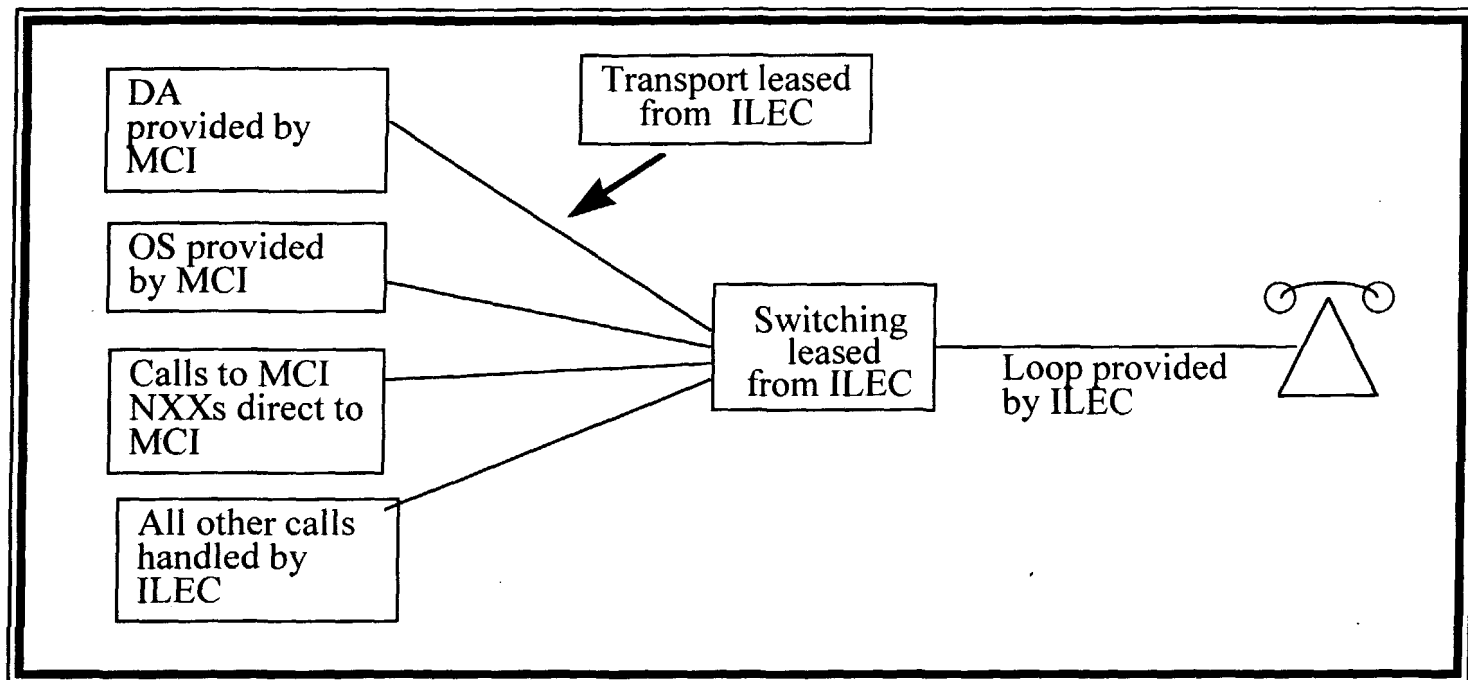 DA
provided by
MCI
Transport leased
from ILEC
OS provided
by MCI
Calls to MCI
NXXs direct to
MCI
All other calls
handled by
ILEC
Switching
leased
from ILEC
Loop provided
by ILEC